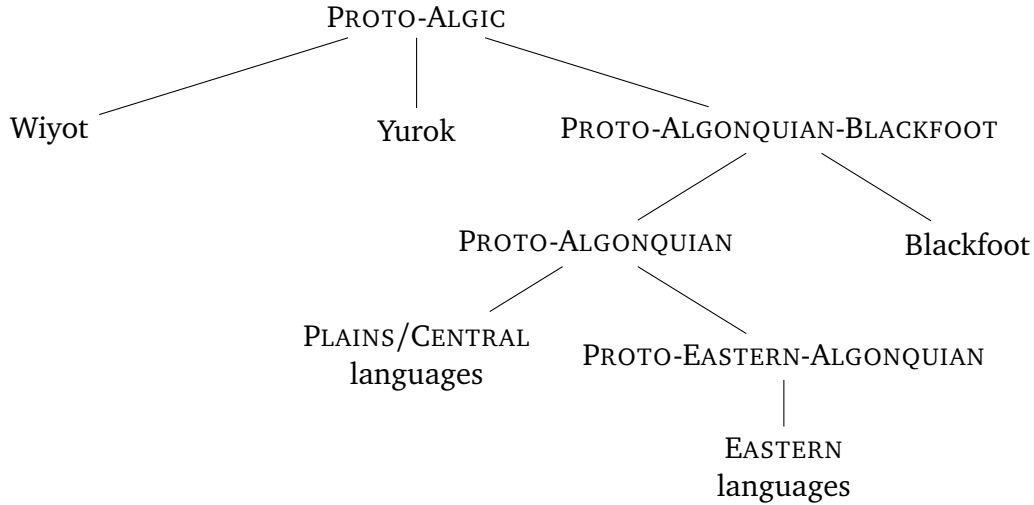 PROTO-ALGIC
Wiyot
Yurok
PROTO-ALGONQUIAN-BLACKFOOT
PROTO-ALGONQUIAN
Blackfoot
PLAINS/CENTRAL
languages
PROTO-EASTERN-ALGONQUIAN
EASTERN
languages